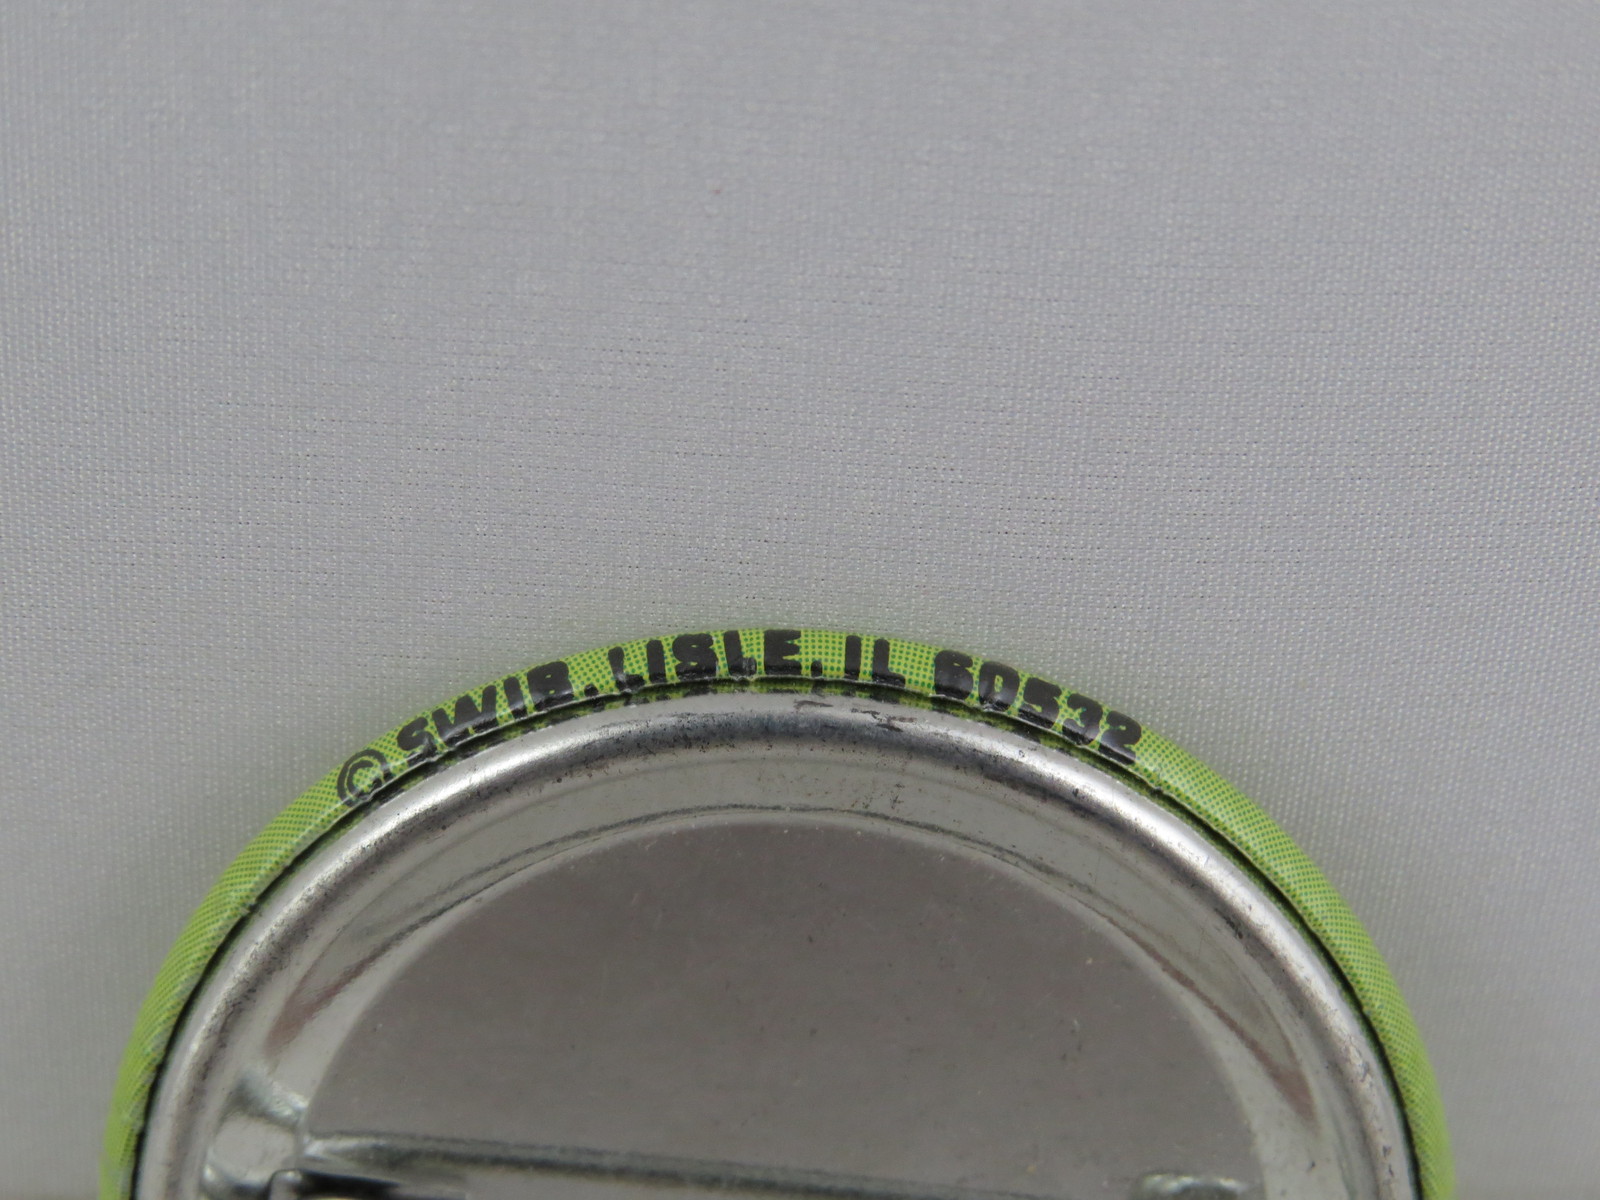 © SWIB. LISLE, IL 60532